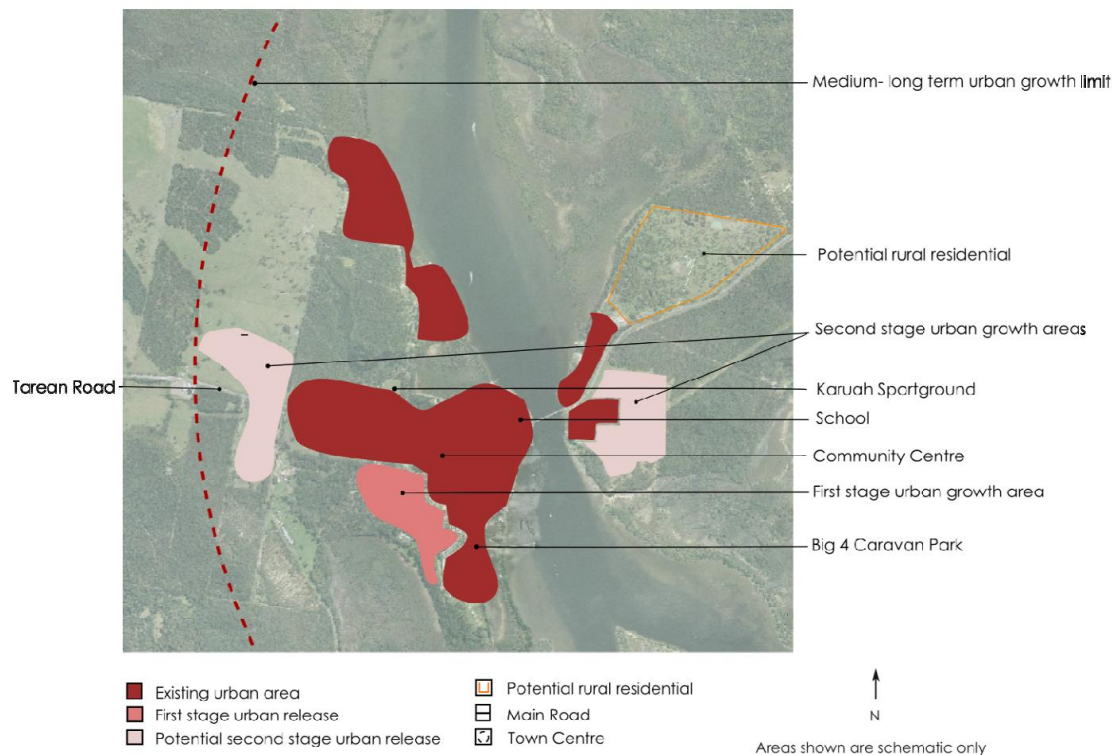 Medium- long term urban growth limit
Potential rural residential
Second stage urban growth areas
Tarean Road
Karuah Sportground
School
Community Centre
First stage urban growth area
Big 4 Caravan Park
Existing urban area
First stage urban release
Potential second stage urban release
Potential rural residential
Main Road
Town Centre
N
Areas shown are schematic only